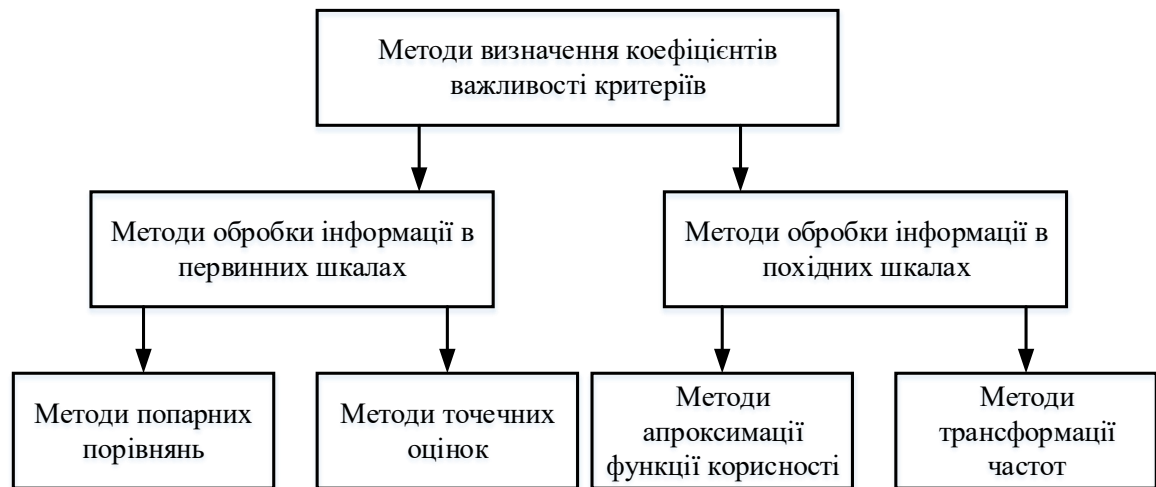 Методи визначення коефіцієнтів
важливості критеріїв
Методи обробки інформації в
первинних шкалах
Методи обробки інформації в
похідних шкалах
Методи попарних
порівнянь
Методи точечних
оцінок
Методи
апроксимації
функції корисності
Методи
трансформації
частот